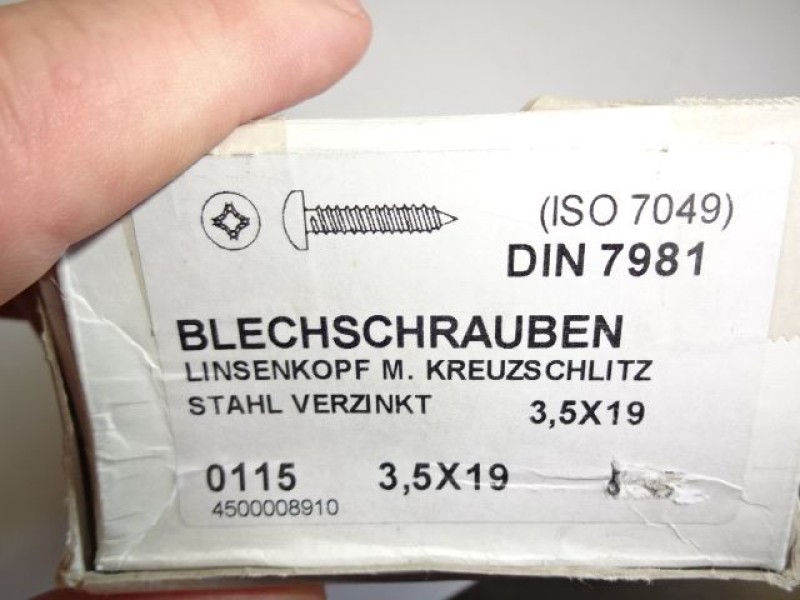 (ISO 7049)
DIN 7981
BLECHSCHRAUBEN
LINSENKOPF M. KREUZSCHLITZ
STAHL VERZINKT 3,5X19
0115 3,5X19
4500008910